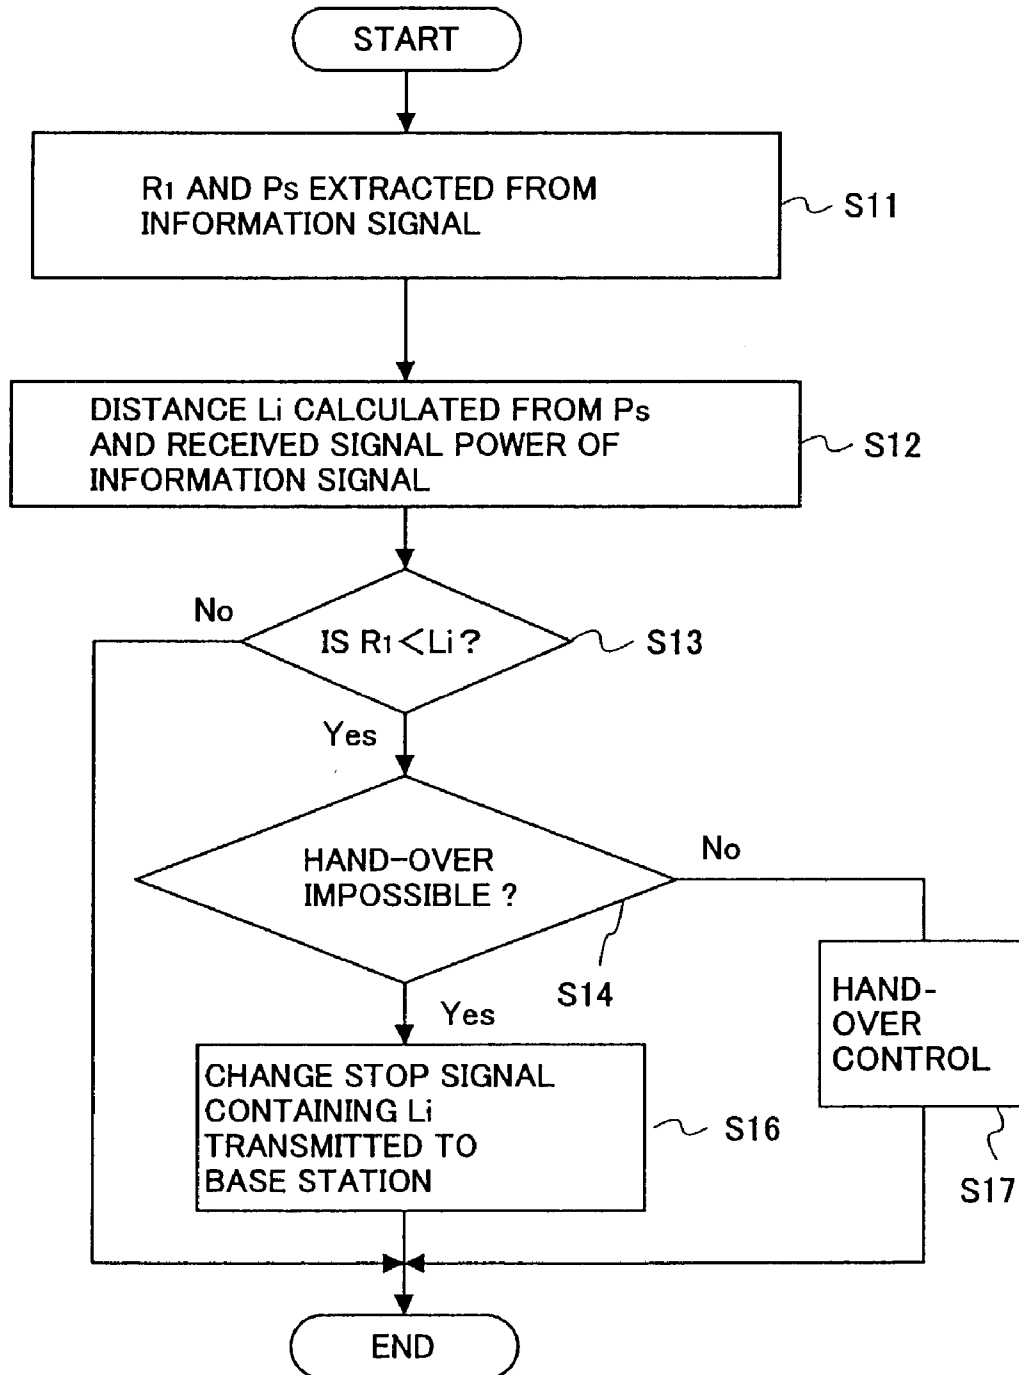 START
R1 AND Ps EXTRACTED FROM
INFORMATION SIGNAL
S11
DISTANCE Li CALCULATED FROM Ps
AND RECEIVED SIGNAL POWER OF
INFORMATION SIGNAL
S12
No
IS R1<Li?
S13
Yes
HAND-OVER
IMPOSSIBLE?
No
S14
Yes
HAND-
OVER
CONTROL
S17
CHANGE STOP SIGNAL
CONTAINING Li
TRANSMITTED TO
BASE STATION
S16
END